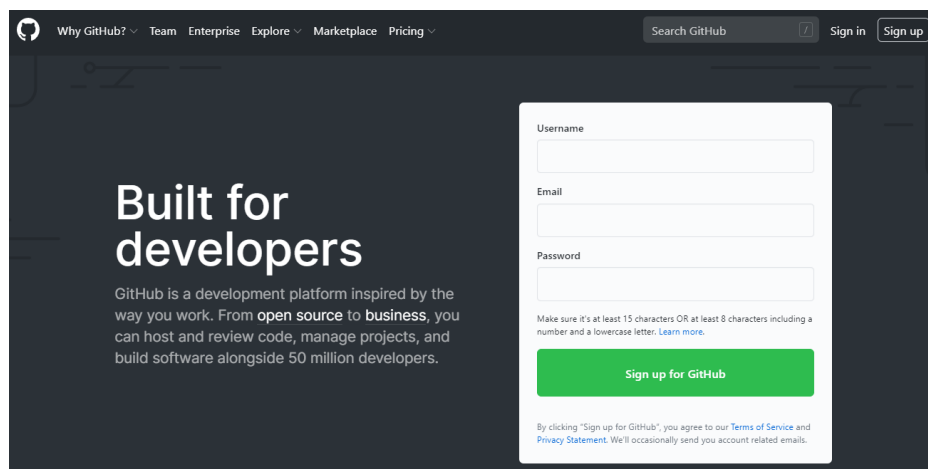 Why GitHub? Team Enterprise Explore Marketplace Pricing Search GitHub / Sign in Sign up
Built for
developers
GitHub is a development platform inspired by the
way you work. From open source to business, you
can host and review code, manage projects, and
build software alongside 50 million developers.
Username
Email
Password
Make sure it's at least 15 characters OR at least 8 characters including a
number and a lowercase letter. Learn more.
Sign up for GitHub
By clicking "Sign up for GitHub", you agree to our Terms of Service and
Privacy Statement. We'll occasionally send you account related emails.